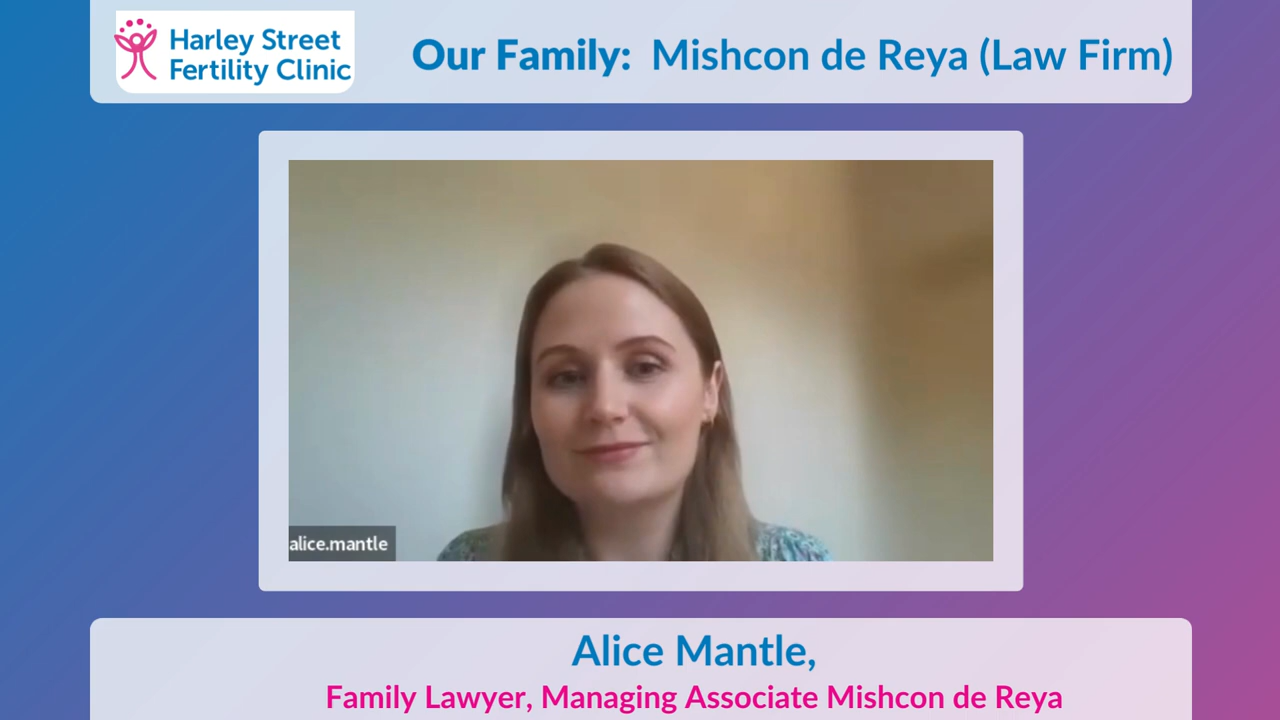 Harley Street
Fertility Clinic
Our Family: Mishcon de Reya (Law Firm)
alice.mantle
Alice Mantle,
Family Lawyer, Managing Associate Mishcon de Reya